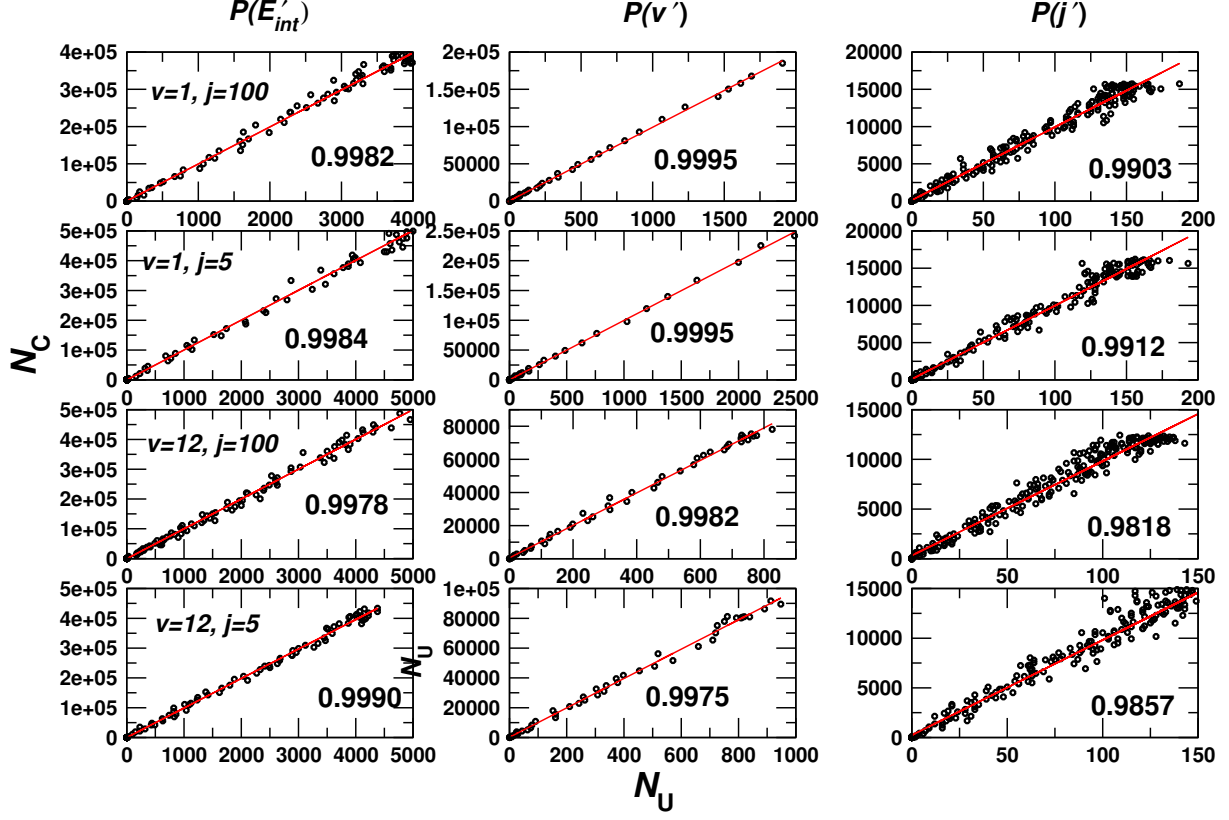 P(E'int) P(v') P(j')
4e+05 2e+05 20000
3e+05 v=1, j=100 1.5e+05 15000
2e+05 1e+05 10000
1e+05 0.9982 50000 0.9995 5000 0.9903
0 0 0
0 1000 2000 3000 4000 0 500 1000 1500 2000 0 50 100 150 200
5e+05 2.5e+05 20000
4e+05 v=1, j=5 2e+05 15000
3e+05 1.5e+05 10000
2e+05 0.9984 1e+05 0.9995 0.9912
1e+05 50000 5000
0 0 0
0 1000 2000 3000 4000 5000 0 500 1000 1500 2000 2500 0 50 100 150 200
5e+05 80000 15000
4e+05 v=12, j=100 60000
3e+05 10000
2e+05 0.9978 40000 0.9982 0.9818
1e+05 20000 5000
0 0 0
0 1000 2000 3000 4000 5000 0 200 400 600 800 0 50 100 150
5e+05 1e+05 15000
4e+05 v=12, j=5 80000
3e+05 60000 10000
2e+05 0.9990 40000 0.9975 5000 0.9857
1e+05 20000
0 0 0
0 1000 2000 3000 4000 5000 0 200 400 600 800 1000 0 50 100 150
NC
NU
NU